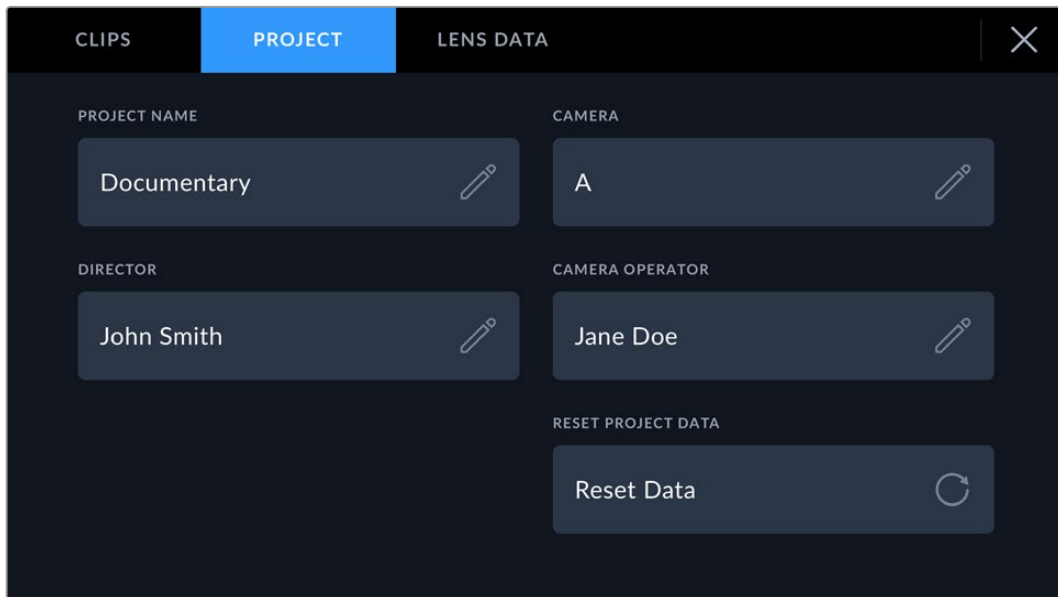 CLIPS PROJECT LENS DATA
PROJECT NAME CAMERA
Documentary A
DIRECTOR CAMERA OPERATOR
John Smith Jane Doe
RESET PROJECT DATA
Reset Data